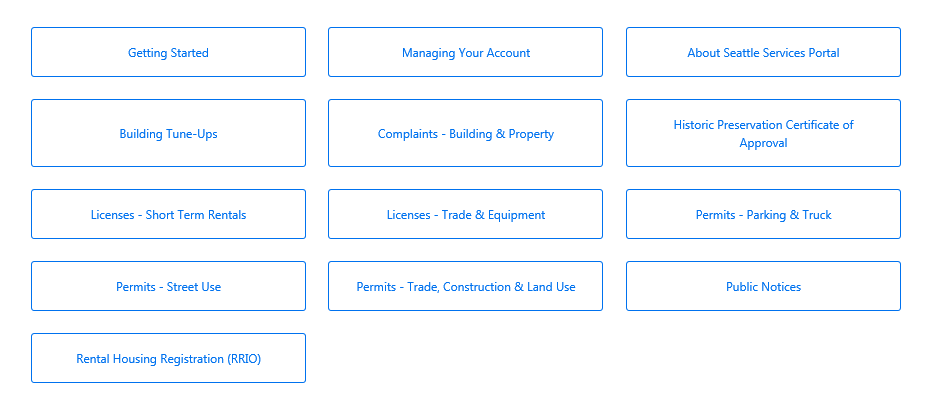 Getting Started
Managing Your Account
About Seattle Services Portal
Building Tune-Ups
Complaints - Building & Property
Historic Preservation Certificate of
Approval
Licenses - Short Term Rentals
Licenses - Trade & Equipment
Permits - Parking & Truck
Permits - Street Use
Permits - Trade, Construction & Land Use
Public Notices
Rental Housing Registration (RRIO)